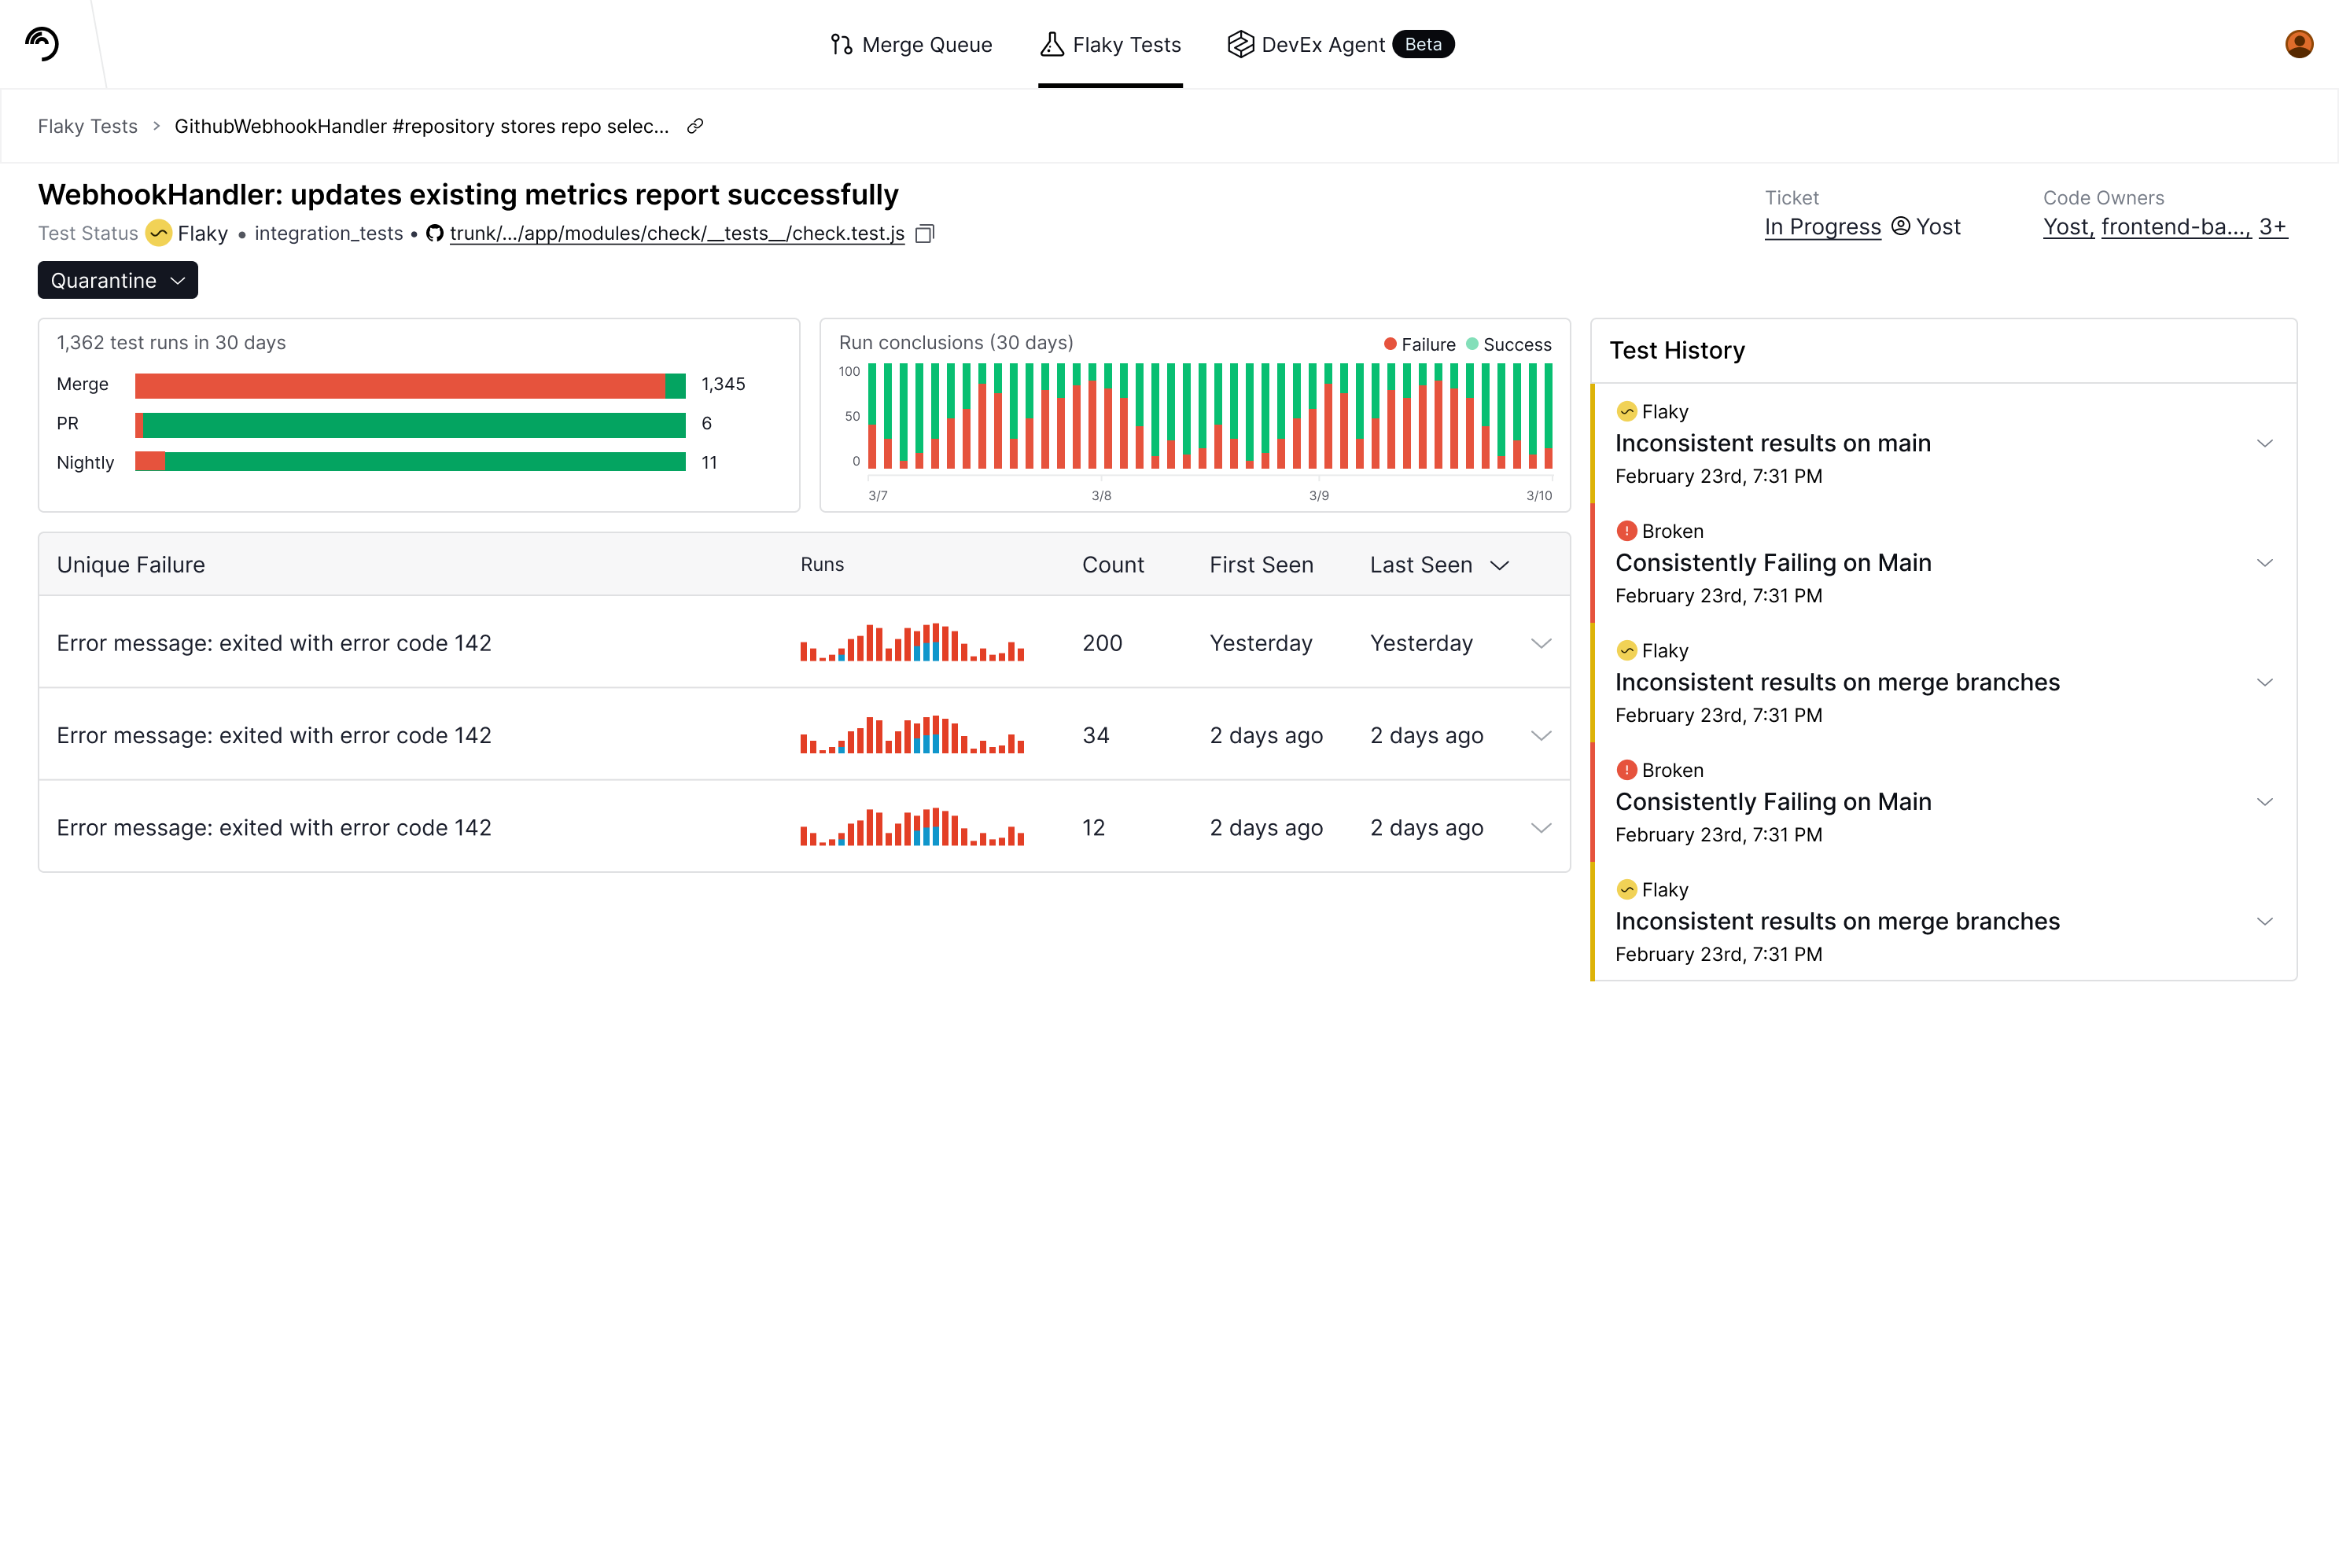 Merge Queue
Flaky Tests
DevEx Agent Beta
Flaky Tests > GithubWebhookHandler #repository stores repo selec...
WebhookHandler: updates existing metrics report successfully
Test Status Flaky • integration_tests • trunk/.../app/modules/check/__tests__/check.test.js
Ticket
In Progress Yost
Code Owners
Yost, frontend-ba..., 3+
Quarantine
1,362 test runs in 30 days
Merge 1,345
PR 6
Nightly 11
Run conclusions (30 days)
Failure Success
100
50
0
3/7 3/8 3/9 3/10
Unique Failure Runs Count First Seen Last Seen
Error message: exited with error code 142 200 Yesterday Yesterday
Error message: exited with error code 142 34 2 days ago 2 days ago
Error message: exited with error code 142 12 2 days ago 2 days ago
Test History
Flaky
Inconsistent results on main
February 23rd, 7:31 PM
Broken
Consistently Failing on Main
February 23rd, 7:31 PM
Flaky
Inconsistent results on merge branches
February 23rd, 7:31 PM
Broken
Consistently Failing on Main
February 23rd, 7:31 PM
Flaky
Inconsistent results on merge branches
February 23rd, 7:31 PM